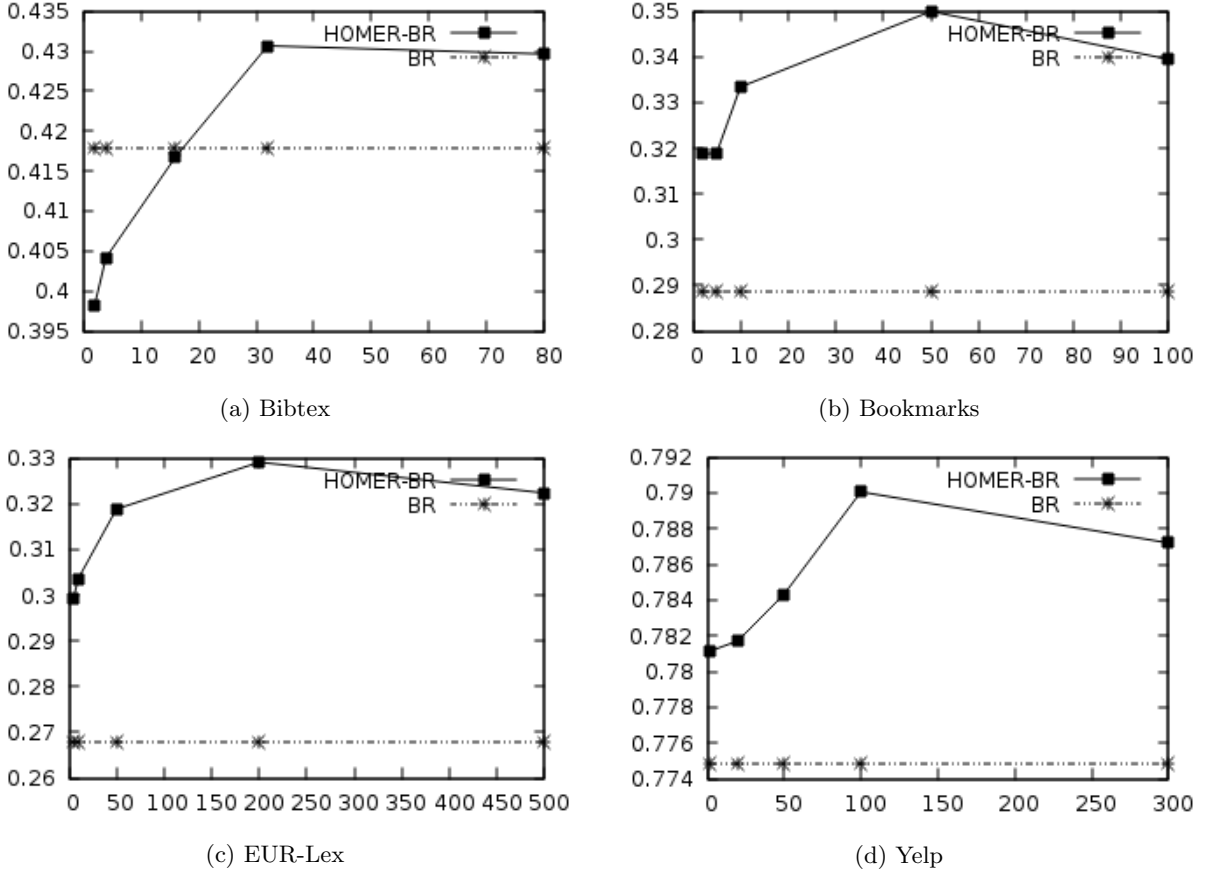 0.435
0.43
0.425
0.42
0.415
0.41
0.405
0.4
0.395
HOMER-BR
BR
0 10 20 30 40 50 60 70 80
(a) Bibtex
0.35
0.34
0.33
0.32
0.31
0.3
0.29
0.28
HOMER-BR
BR
0 10 20 30 40 50 60 70 80 90 100
(b) Bookmarks
0.33
0.32
0.31
0.3
0.29
0.28
0.27
0.26
HOMER-BR
BR
0 50 100 150 200 250 300 350 400 450 500
(c) EUR-Lex
0.792
0.79
0.788
0.786
0.784
0.782
0.78
0.778
0.776
0.774
HOMER-BR
BR
0 50 100 150 200 250 300
(d) Yelp